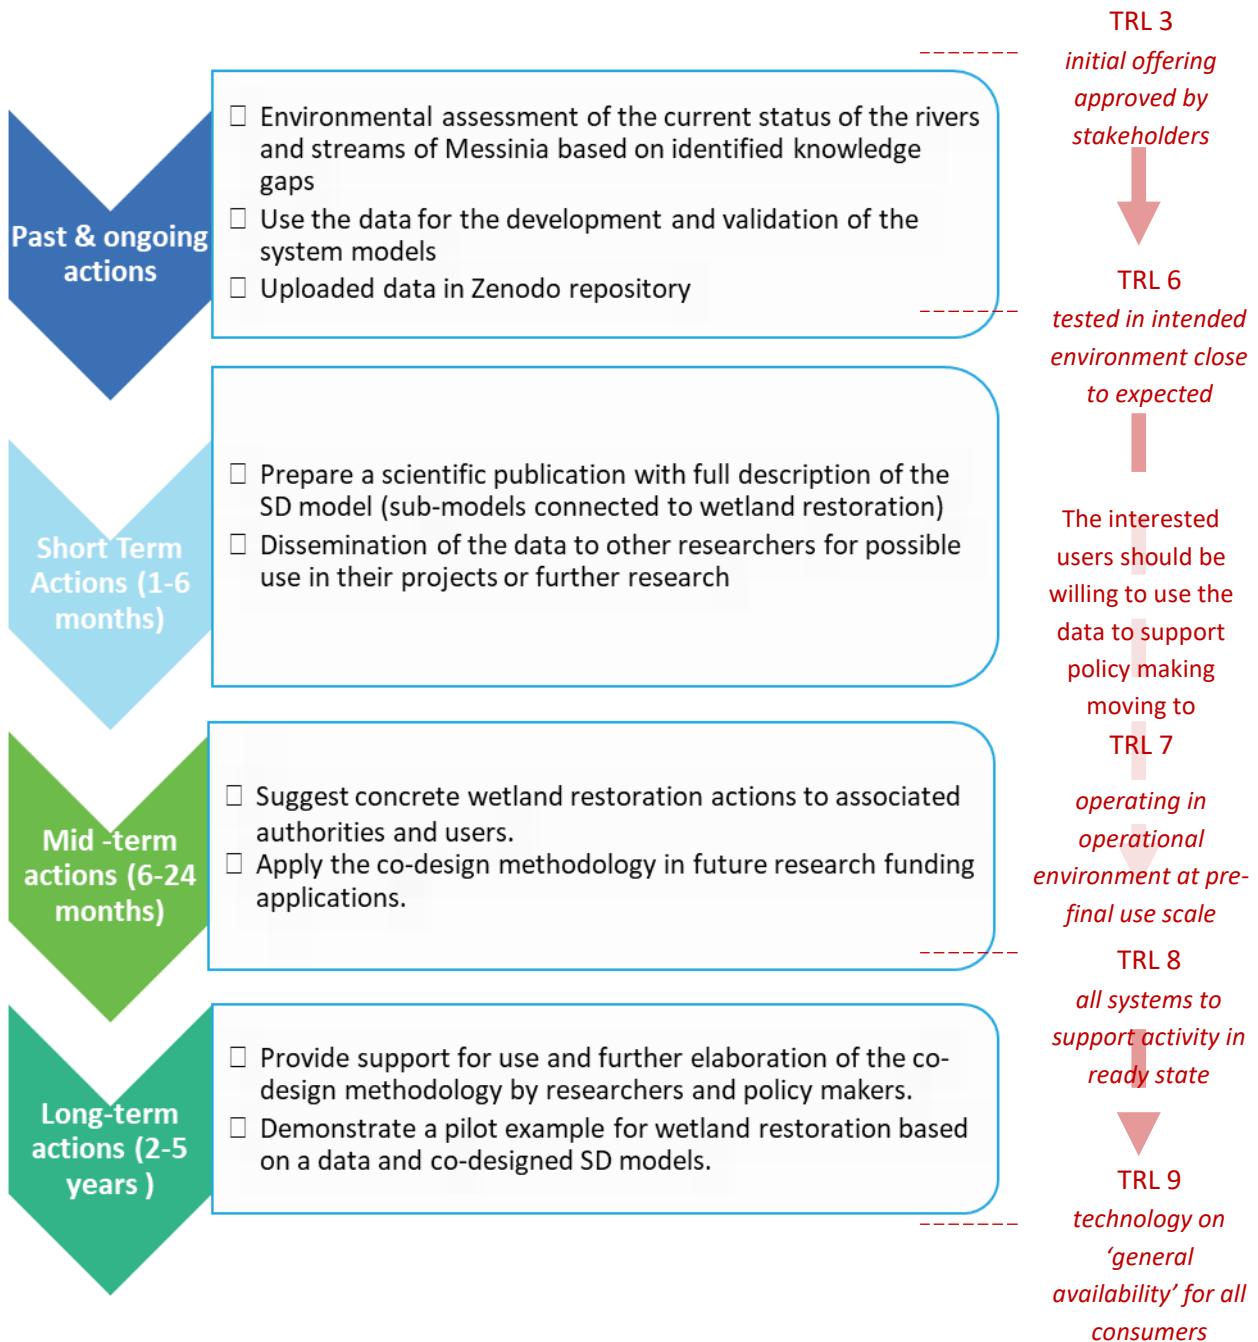 Past & ongoing
actions
☐ Environmental assessment of the current status of the rivers
and streams of Messinia based on identified knowledge
gaps
☐ Use the data for the development and validation of the
system models
☐ Uploaded data in Zenodo repository
Short Term
Actions (1-6
months)
☐ Prepare a scientific publication with full description of the
SD model (sub-models connected to wetland restoration)
☐ Dissemination of the data to other researchers for possible
use in their projects or further research
Mid -term
actions (6-24
months)
☐ Suggest concrete wetland restoration actions to associated
authorities and users.
☐ Apply the co-design methodology in future research funding
applications.
Long-term
actions (2-5
years )
☐ Provide support for use and further elaboration of the co-
design methodology by researchers and policy makers.
☐ Demonstrate a pilot example for wetland restoration based
on a data and co-designed SD models.
TRL 3
initial offering
approved by
stakeholders
TRL 6
tested in intended
environment close
to expected
The interested
users should be
willing to use the
data to support
policy making
moving to
TRL 7
operating in
operational
environment at pre-
final use scale
TRL 8
all systems to
support activity in
ready state
TRL 9
technology on
‘general
availability’ for all
consumers